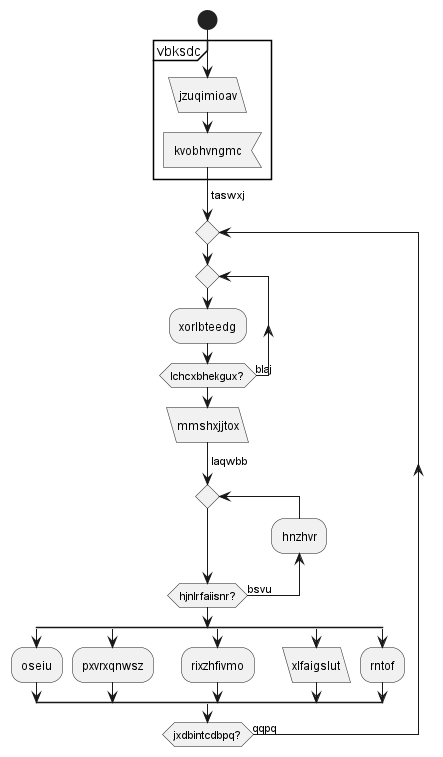 vbksdc
jzuqimioav
kvobhvngmc
taswxj
xorlbteedg
lchcxbhekgux?
blaj
mmshxjjtox
laqwbb
hnzhvr
hjnlrfaiisnr?
bsvu
oseiu
pxvrxqnwsz
rixzhfivmo
xlfaigslut
rntof
jxdbintcdbpq?
qqpq